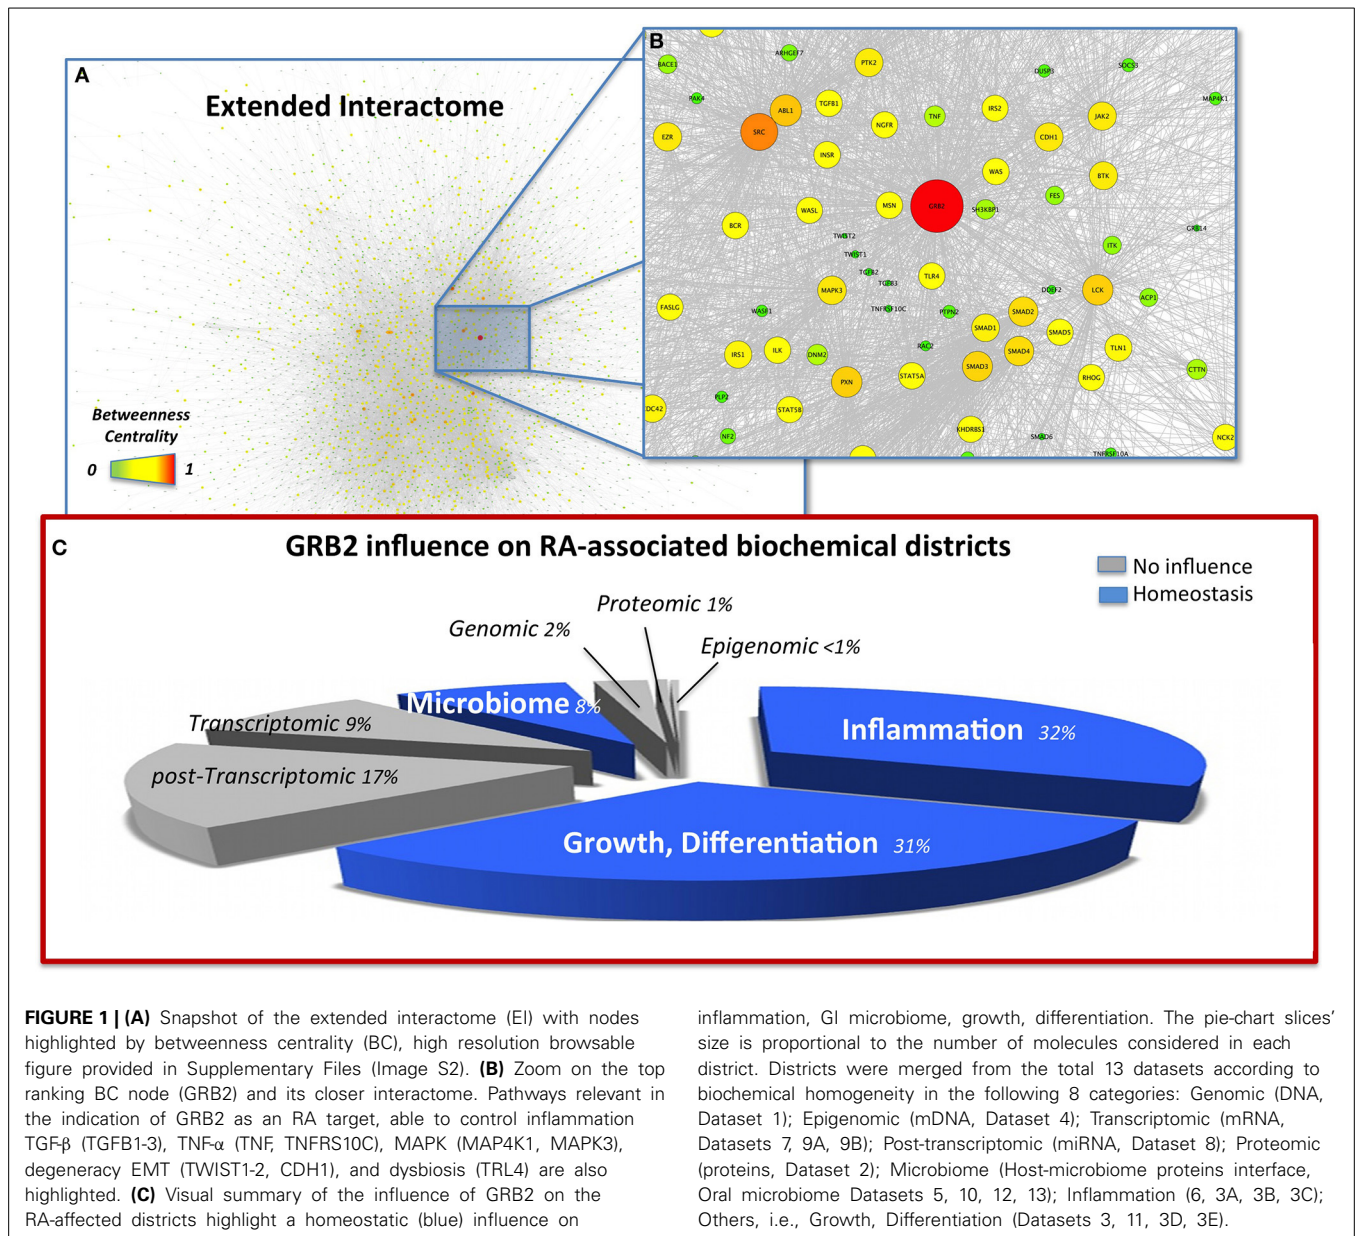 A
Extended Interactome
Betweenness
Centrality
0
1
B
BACE1
ARHGEF7
PTK2
DUSP3
SOCS3
PAK4
ABL1
TGFB1
TNF
IRS2
JAK2
MAP4K1
EZR
SRC
NGFR
CDH1
INSR
WAS
BTK
FES
WASL
MSN
GRB2
SH3KBP1
BCR
TWIST2
GRB14
TWIST1
ITK
TGFB2
TLR4
TGFB3
MAPK3
DDEF2
LCK
ACP1
FASLG
WASF1
TNFRSF10C
PTPN2
SMAD2
SMAD1
SMAD5
IRS1
ILK
DNM2
RAC2
SMAD4
TLN1
SMAD3
PXN
STAT5A
RHOG
CTTN
PLP2
CDC42
STAT5B
NF2
KHDRBS1
SMAD6
NCK2
TNFRSF10A
C
GRB2 influence on RA-associated biochemical districts
No influence
Homeostasis
Proteomic 1%
Genomic 2%
Epigenomic <1%
Microbiome 8%
Transcriptomic 9%
Inflammation 32%
post-Transcriptomic 17%
Growth, Differentiation 31%
FIGURE 1 | (A) Snapshot of the extended interactome (EI) with nodes
highlighted by betweenness centrality (BC), high resolution browsable
figure provided in Supplementary Files (Image S2). (B) Zoom on the top
ranking BC node (GRB2) and its closer interactome. Pathways relevant in
the indication of GRB2 as an RA target, able to control inflammation
TGF-β (TGFB1-3), TNF-α (TNF, TNFRS10C), MAPK (MAP4K1, MAPK3),
degeneracy EMT (TWIST1-2, CDH1), and dysbiosis (TRL4) are also
highlighted. (C) Visual summary of the influence of GRB2 on the
RA-affected districts highlight a homeostatic (blue) influence on
inflammation, GI microbiome, growth, differentiation. The pie-chart slices'
size is proportional to the number of molecules considered in each
district. Districts were merged from the total 13 datasets according to
biochemical homogeneity in the following 8 categories: Genomic (DNA,
Dataset 1); Epigenomic (mDNA, Dataset 4); Transcriptomic (mRNA,
Datasets 7, 9A, 9B); Post-transcriptomic (miRNA, Dataset 8); Proteomic
(proteins, Dataset 2); Microbiome (Host-microbiome proteins interface,
Oral microbiome Datasets 5, 10, 12, 13); Inflammation (6, 3A, 3B, 3C);
Others, i.e., Growth, Differentiation (Datasets 3, 11, 3D, 3E).